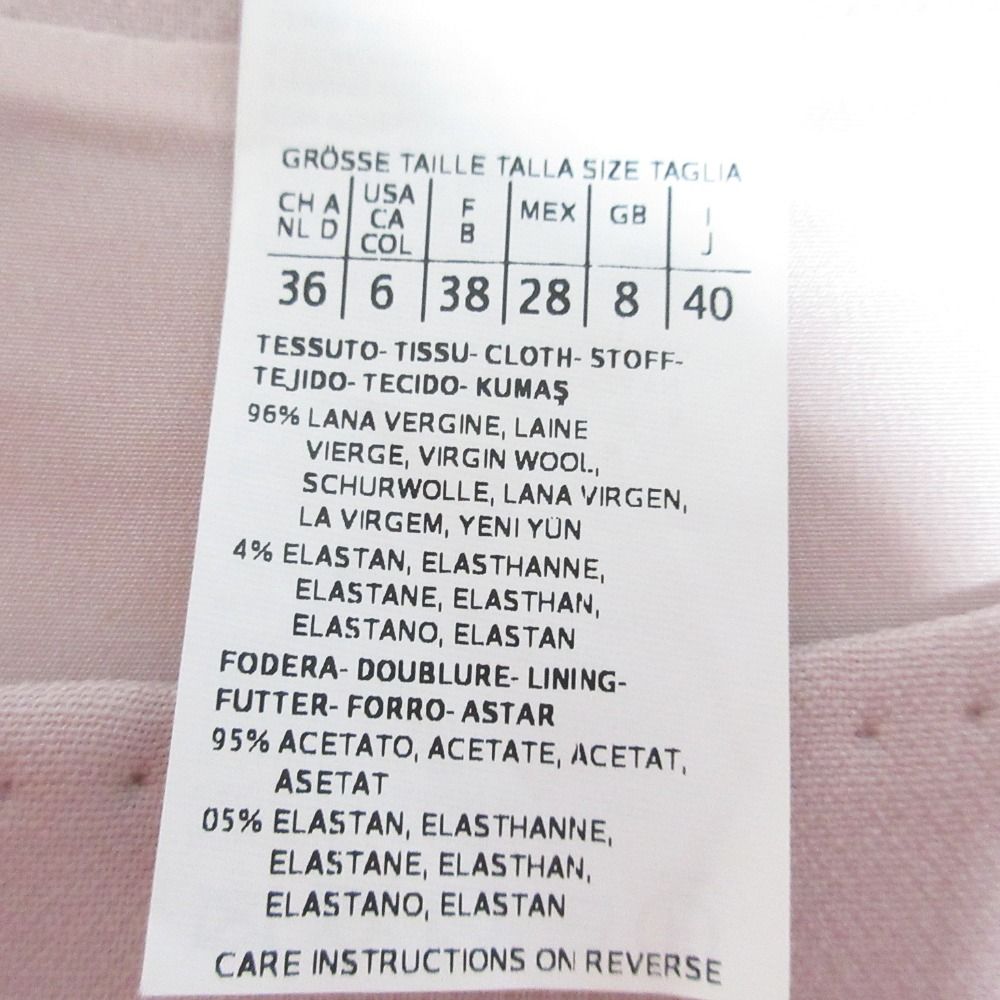 GRÖSSE TAILLE TALLA SIZE TAGLIA
CH A NL D USA CA COL F B MEX GB I J
36 6 38 28 8 40
TESSUTO- TISSU- CLOTH- STOFF-
TEJIDO- TECIDO- KUMAŞ
96% LANA VERGINE, LAINE
VIERGE, VIRGIN WOOL,
SCHURWOLLE, LANA VIRGEN,
LA VIRGEM, YENI YÜN
4% ELASTAN, ELASTHANNE,
ELASTANE, ELASTHAN,
ELASTANO, ELASTAN
FODERA- DOUBLURE- LINING-
FUTTER- FORRO- ASTAR
95% ACETATO, ACETATE, ACETAT,
ASETAT
05% ELASTAN, ELASTHANNE,
ELASTANE, ELASTHAN,
ELASTANO, ELASTAN
CARE INSTRUCTIONS ON REVERSE